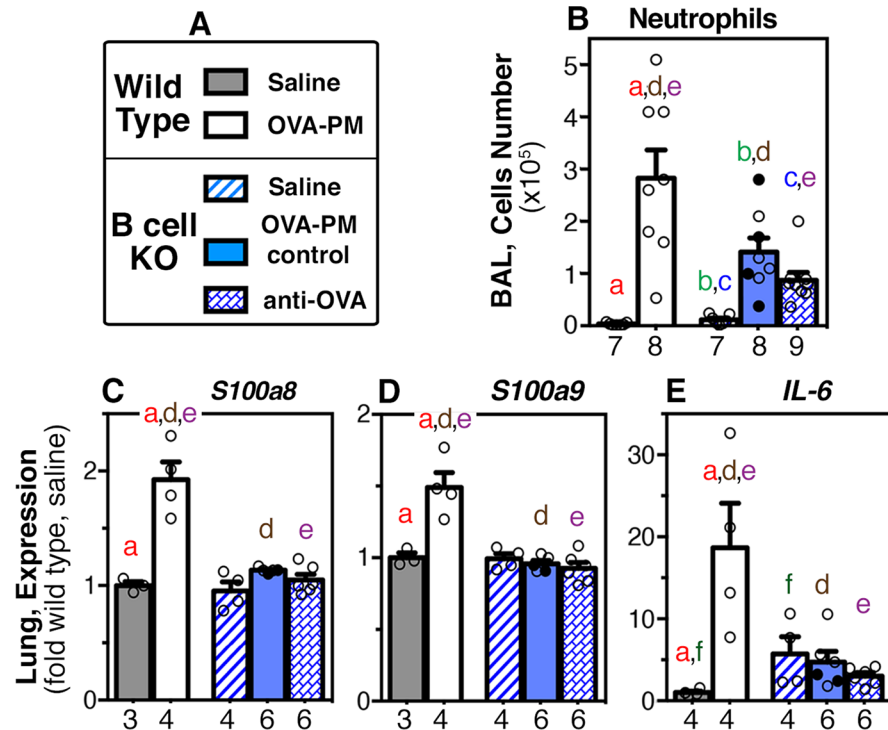 A
Wild Type
Saline
OVA-PM
B cell KO
Saline
OVA-PM control
anti-OVA
B Neutrophils
BAL, Cells Number
(x10⁵)
5
4
3
2
1
0
a
a,d,e
b,c
b,d
c,e
7 8 7 8 9
C S100a8
Lung, Expression
(fold wild type, saline)
2
1
0
a
a,d,e
d
e
3 4 4 6 6
D S100a9
2
1
0
a
a,d,e
d
e
3 4 4 6 6
E IL-6
30
20
10
0
a,f
a,d,e
f
d
e
4 4 4 6 6